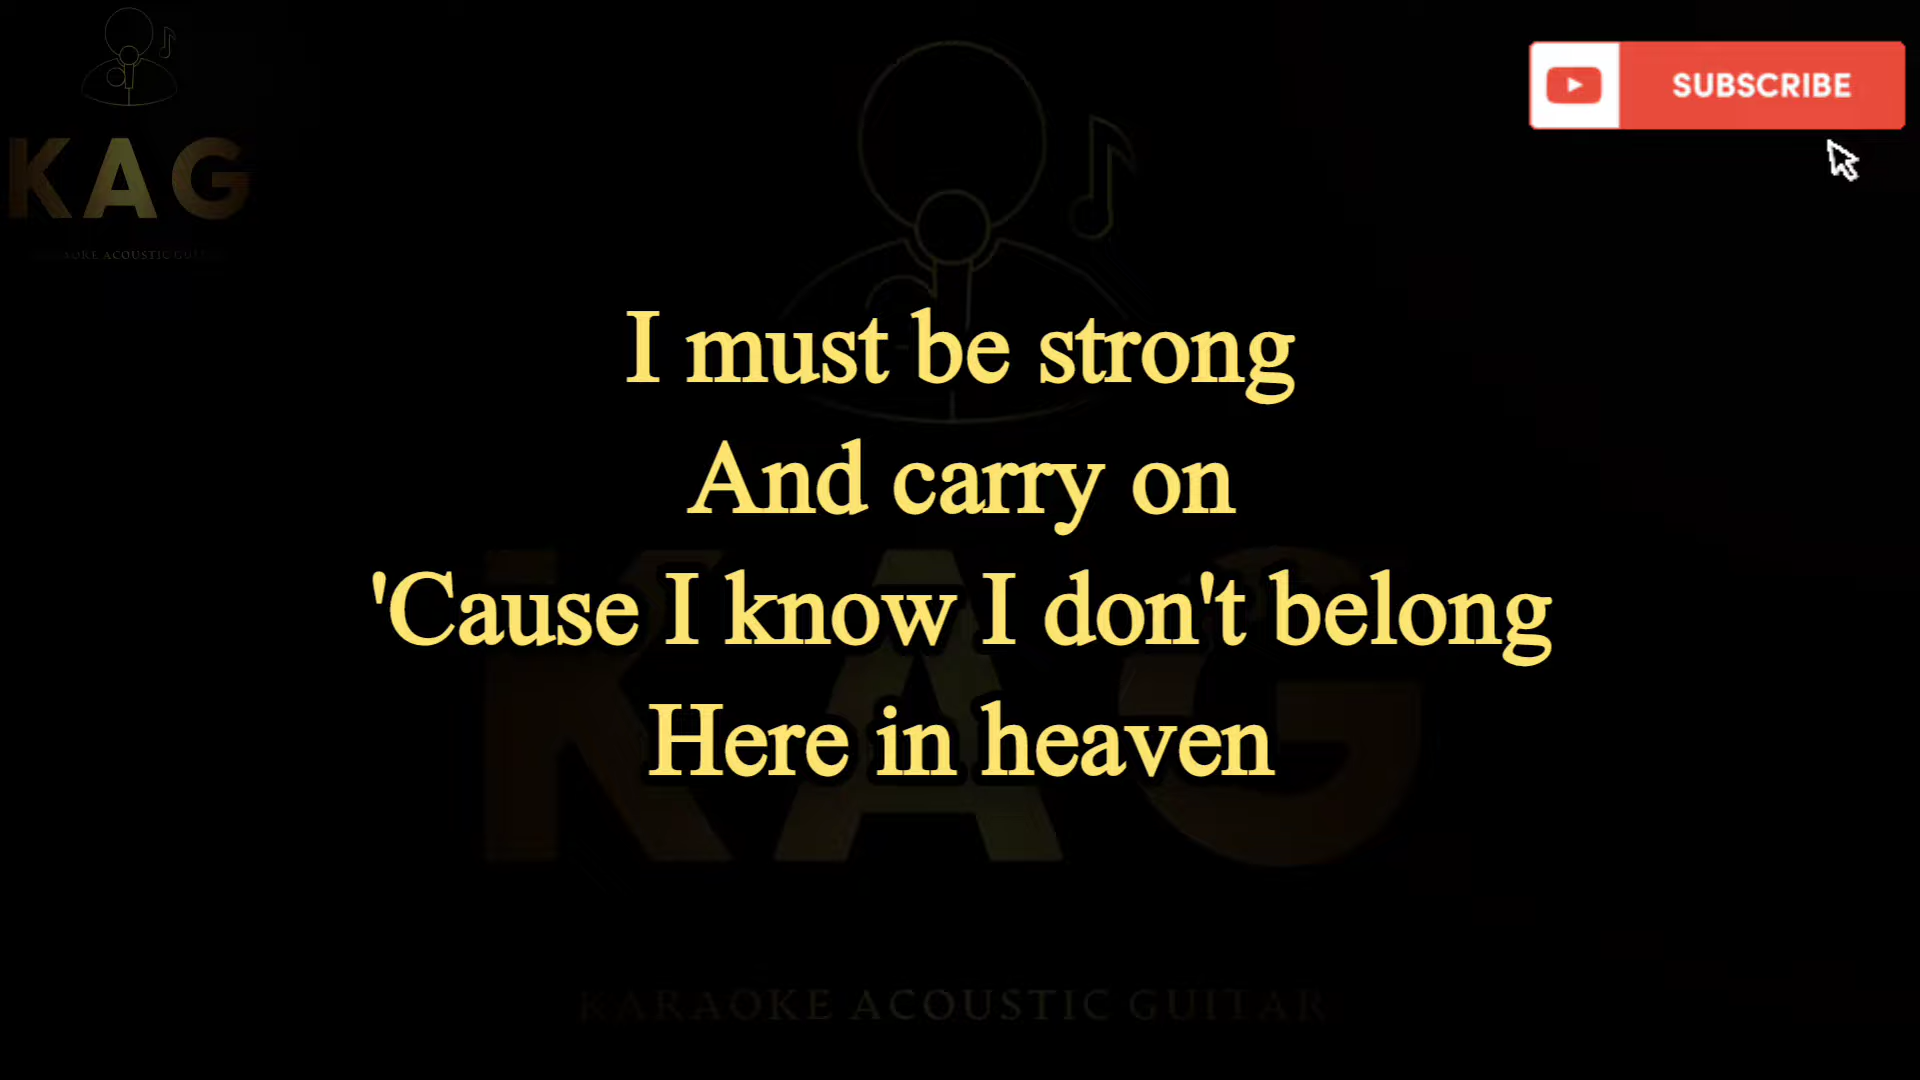 KAG
KARAOKE ACOUSTIC GUITAR
SUBSCRIBE
I must be strong
And carry on
'Cause I know I don't belong
Here in heaven
KAG
KARAOKE ACOUSTIC GUITAR